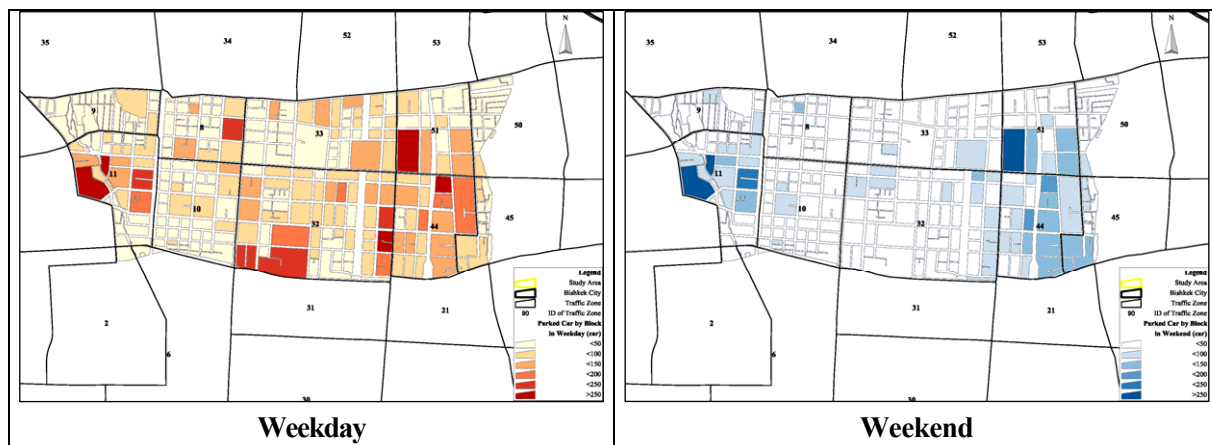 N
35
34
52
53
9
8
33
51
50
11
10
32
44
45
2
31
21
6
30
Legend
Study Area
Bishkek City
Traffic Zone
90 ID of Traffic Zone
Parked Car by Block
in Weekday (car)
<50
<100
<150
<200
<250
>250
Weekday
N
35
34
52
53
9
8
33
51
50
11
10
32
44
45
2
31
21
6
30
Legend
Study Area
Bishkek City
Traffic Zone
90 ID of Traffic Zone
Parked Car by Block
in Weekend (car)
<50
<100
<150
<200
<250
>250
Weekend